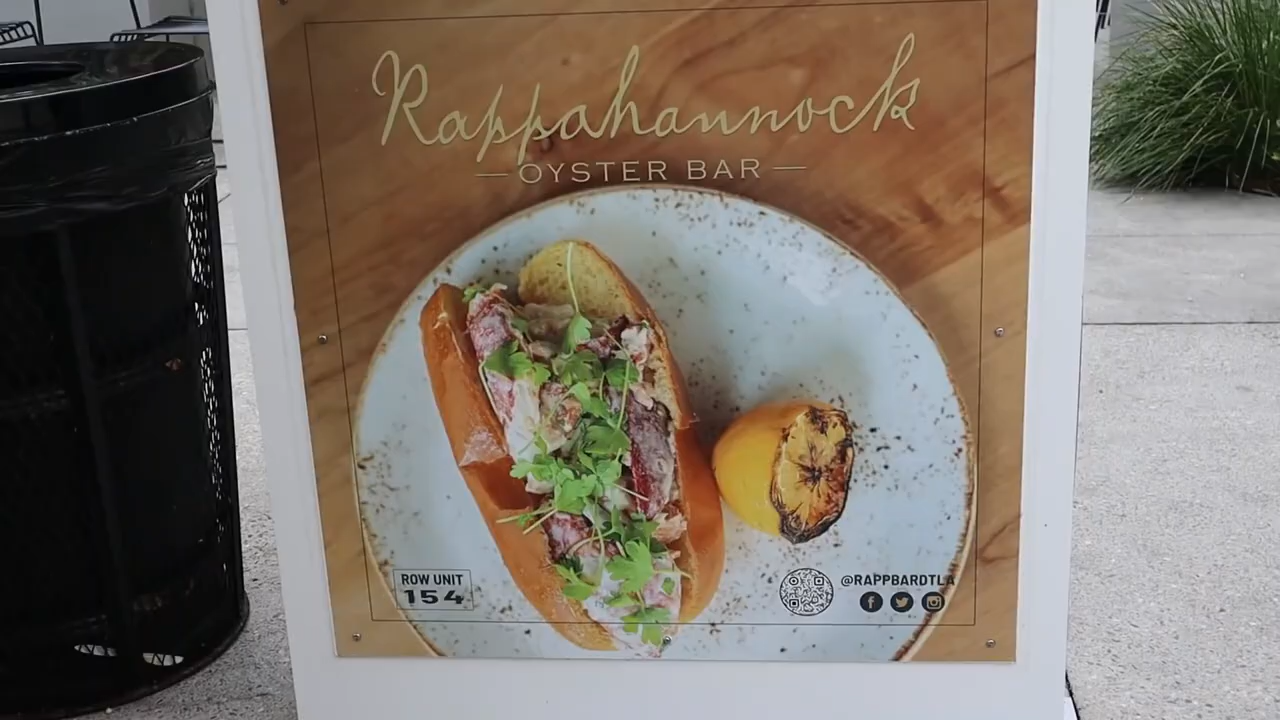 Rappahannock
— OYSTER BAR —
ROW UNIT
154
@RAPPBARDTLA